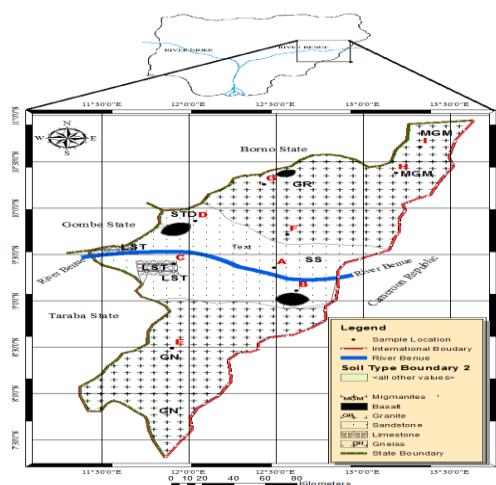 RIVER NIGER
RIVER BENUE
11°30'0"E 12°0'0"E 12°30'0"E 13°0'0"E 13°30'0"E
N
W E
S
Borno State
MGM
I
H
MGM
G
GR
Gombe State
STD
D
F
LST
Text
SS
C
A
LST
LST
B
River Benue
River Benue
Cameroon Republic
Taraba State
E
GN
GN
Legend
Sample Location
International Boudary
River Benue
Soil Type Boundary 2
<all other values>
MGM
Migmanites
Basalt
GR
Granite
Sandstone
Limestone
GN
Gneiss
State Boundary
11°30'0"E 12°0'0"E 12°30'0"E 13°0'0"E 13°30'0"E
0 10 20 40 60 80
Kilometers